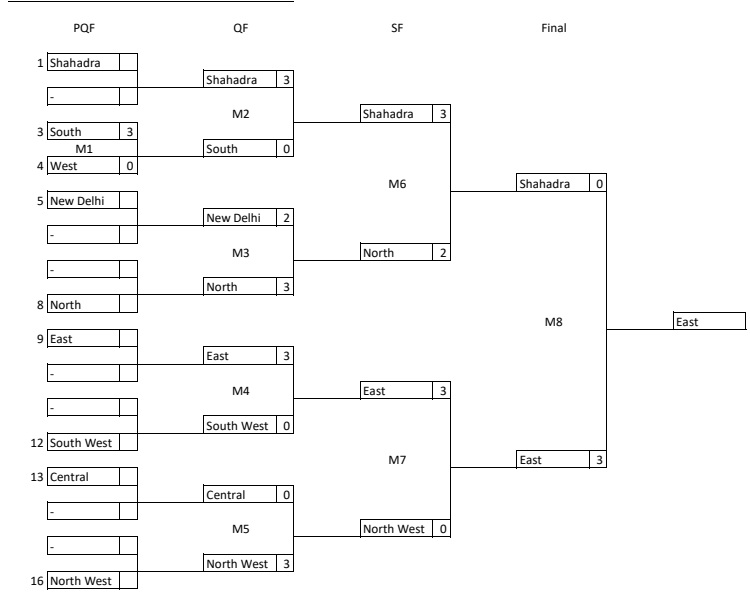 PQF QF SF Final
1 Shahadra
Shahadra 3
-
M2
Shahadra 3
3 South 3
M1
South 0
4 West 0
M6
Shahadra 0
5 New Delhi
New Delhi 2
-
M3
North 2
-
North 3
8 North
M8
East
9 East
East 3
-
M4
East 3
-
South West 0
12 South West
M7
East 3
13 Central
Central 0
-
M5
North West 0
-
North West 3
16 North West